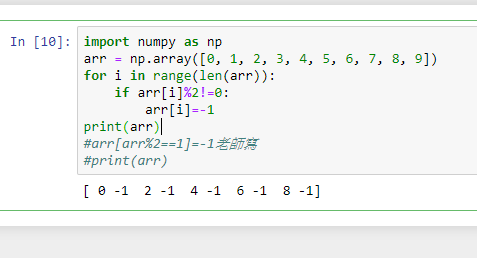 In [10]: import numpy as np
arr = np.array([0, 1, 2, 3, 4, 5, 6, 7, 8, 9])
for i in range(len(arr)):
    if arr[i]%2!=0:
        arr[i]=-1
print(arr)
#arr[arr%2==1]=-1老師寫
#print(arr)
[ 0 -1  2 -1  4 -1  6 -1  8 -1]